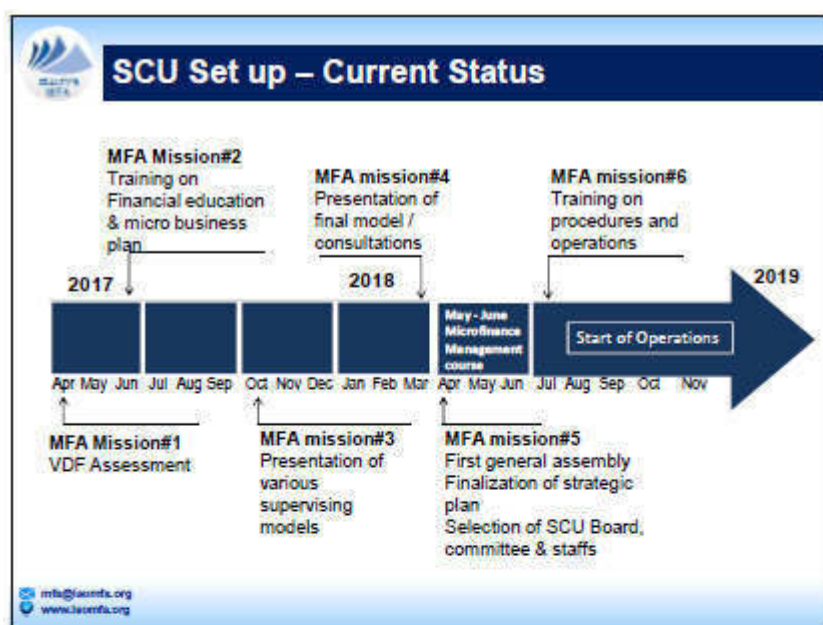 SCU Set up – Current Status
MFA Mission#2
Training on
Financial education
& micro business
plan
MFA mission#4
Presentation of
final model /
consultations
MFA mission#6
Training on
procedures and
operations
2017
2018
2019
May - June
Microfinance
Management
course
Start of Operations
Apr May Jun Jul Aug Sep Oct Nov Dec Jan Feb Mar Apr May Jun Jul Aug Sep Oct Nov
MFA Mission#1
VDF Assessment
MFA mission#3
Presentation of
various
supervising
models
MFA mission#5
First general assembly
Finalization of strategic
plan
Selection of SCU Board,
committee & staffs
mfa@laomfa.org
www.laomfa.org